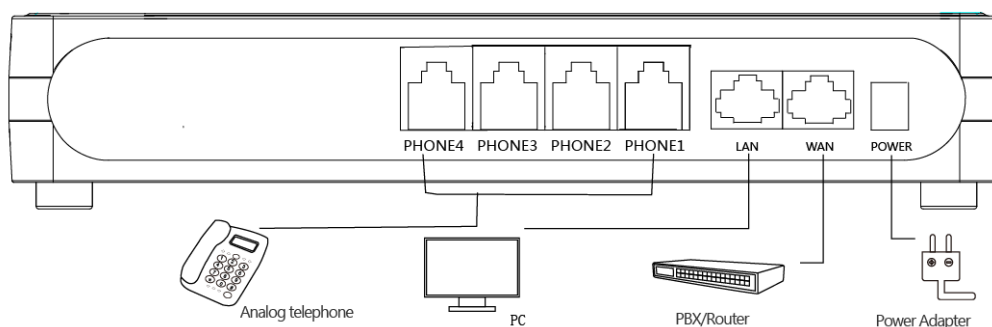 PHONE4 PHONE3 PHONE2 PHONE1 LAN WAN POWER
Analog telephone
PC
PBX/Router
Power Adapter